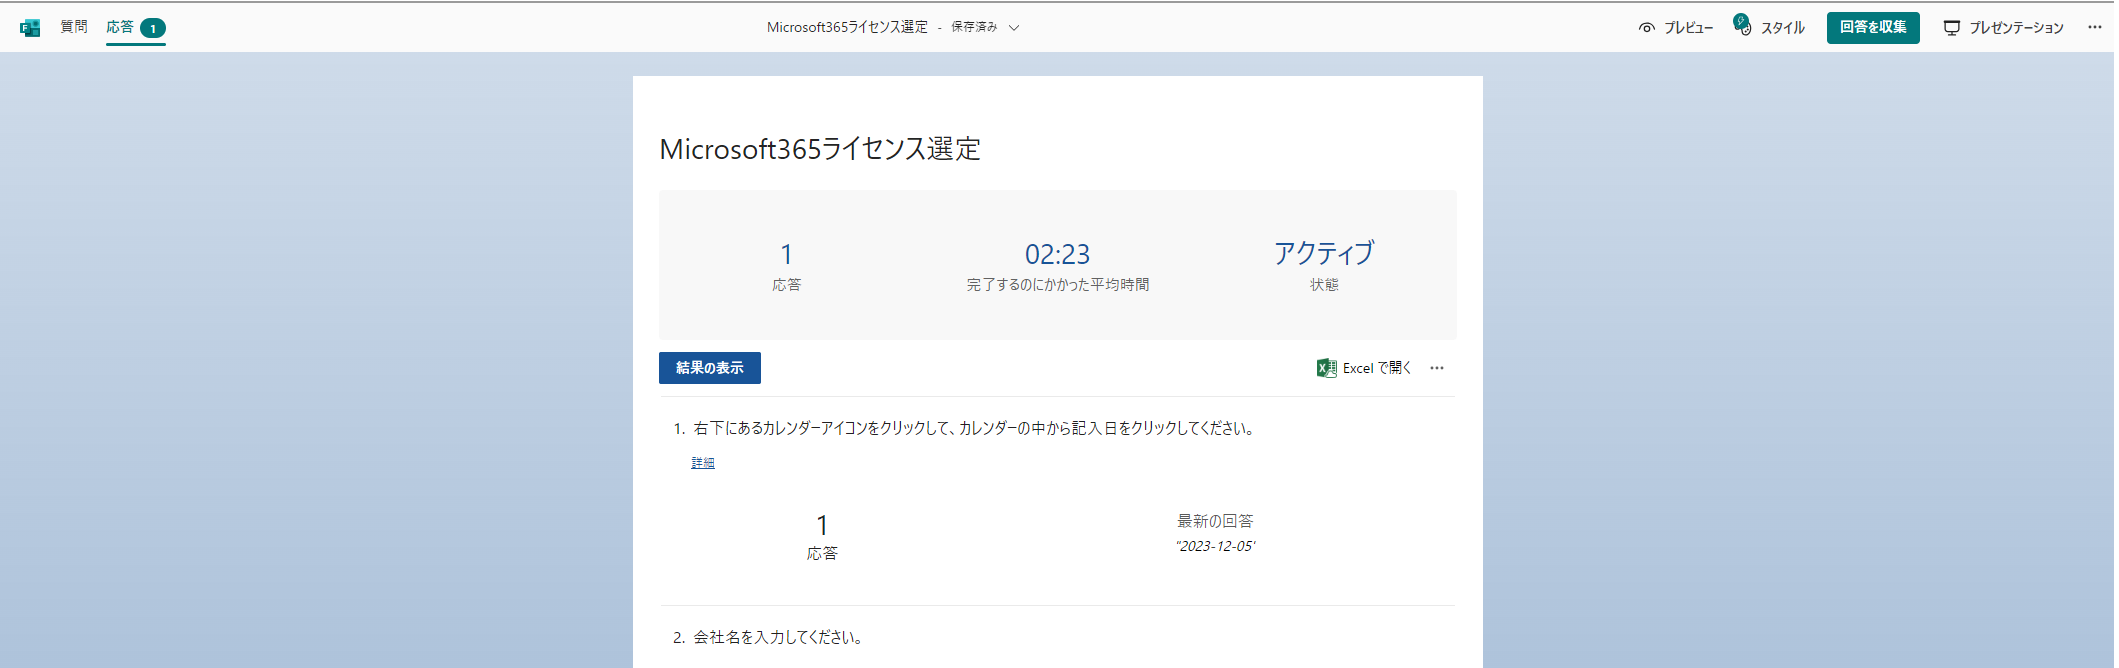 質問 応答 1 Microsoft365ライセンス選定 - 保存済み プレビュー スタイル 回答を収集 プレゼンテーション
Microsoft365ライセンス選定
1 02:23 アクティブ
応答 完了するのにかかった平均時間 状態
結果の表示 Excel で開く
1. 右下にあるカレンダーアイコンをクリックして、カレンダーの中から記入日をクリックしてください。
詳細
1 最新の回答
応答 "2023-12-05"
2. 会社名を入力してください。